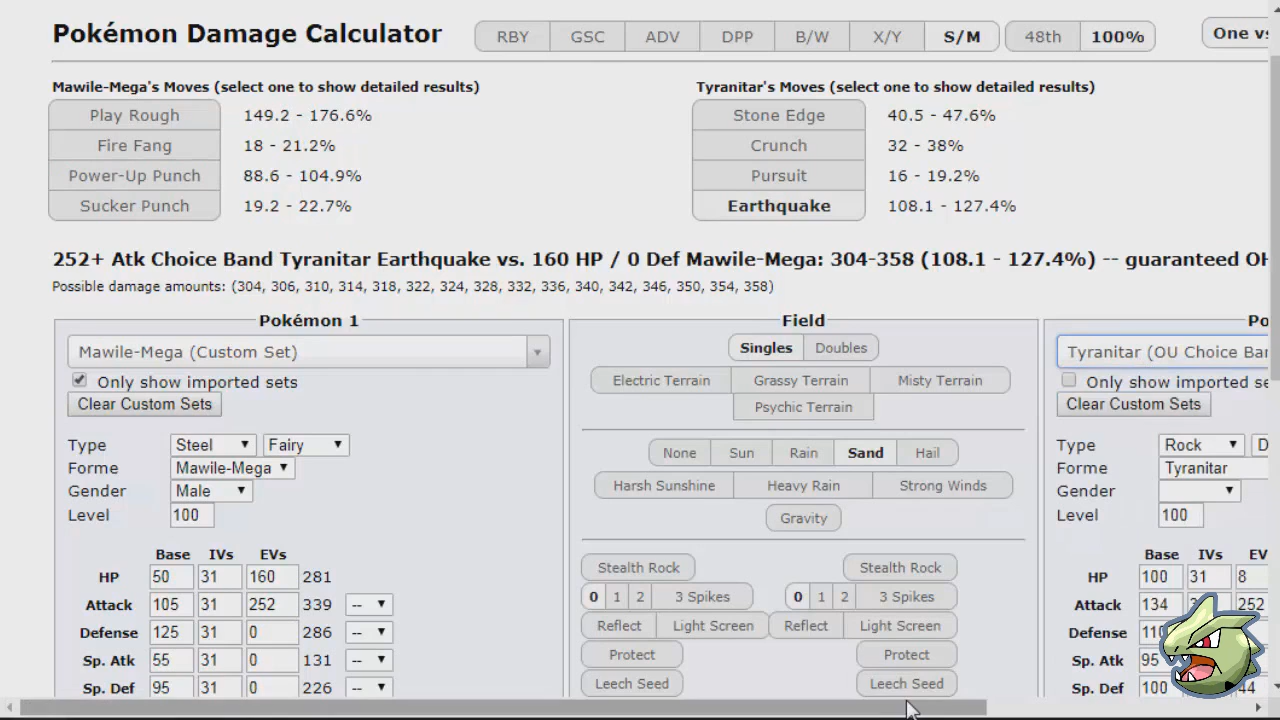 Pokémon Damage Calculator RBY GSC ADV DPP B/W X/Y S/M 48th 100% One vs
Mawile-Mega's Moves (select one to show detailed results) Tyranitar's Moves (select one to show detailed results)
Play Rough 149.2 - 176.6% Stone Edge 40.5 - 47.6%
Fire Fang 18 - 21.2% Crunch 32 - 38%
Power-Up Punch 88.6 - 104.9% Pursuit 16 - 19.2%
Sucker Punch 19.2 - 22.7% Earthquake 108.1 - 127.4%
252+ Atk Choice Band Tyranitar Earthquake vs. 160 HP / 0 Def Mawile-Mega: 304-358 (108.1 - 127.4%) -- guaranteed OH
Possible damage amounts: (304, 306, 310, 314, 318, 322, 324, 328, 332, 336, 340, 342, 346, 350, 354, 358)
Pokémon 1
Mawile-Mega (Custom Set)
Only show imported sets
Clear Custom Sets
Type Steel Fairy
Forme Mawile-Mega
Gender Male
Level 100
Base IVs EVs
HP 50 31 160 281
Attack 105 31 252 339 --
Defense 125 31 0 286 --
Sp. Atk 55 31 0 131 --
Sp. Def 95 31 0 226 --
Field
Singles Doubles
Electric Terrain Grassy Terrain Misty Terrain
Psychic Terrain
None Sun Rain Sand Hail
Harsh Sunshine Heavy Rain Strong Winds
Gravity
Stealth Rock Stealth Rock
0 1 2 3 Spikes 0 1 2 3 Spikes
Reflect Light Screen Reflect Light Screen
Protect Protect
Leech Seed Leech Seed
Po
Tyranitar (OU Choice Ban
Only show imported se
Clear Custom Sets
Type Rock D
Forme Tyranitar
Gender
Level 100
Base IVs EV
HP 100 31 8
Attack 134 252
Defense 110
Sp. Atk 95
Sp. Def 100 44